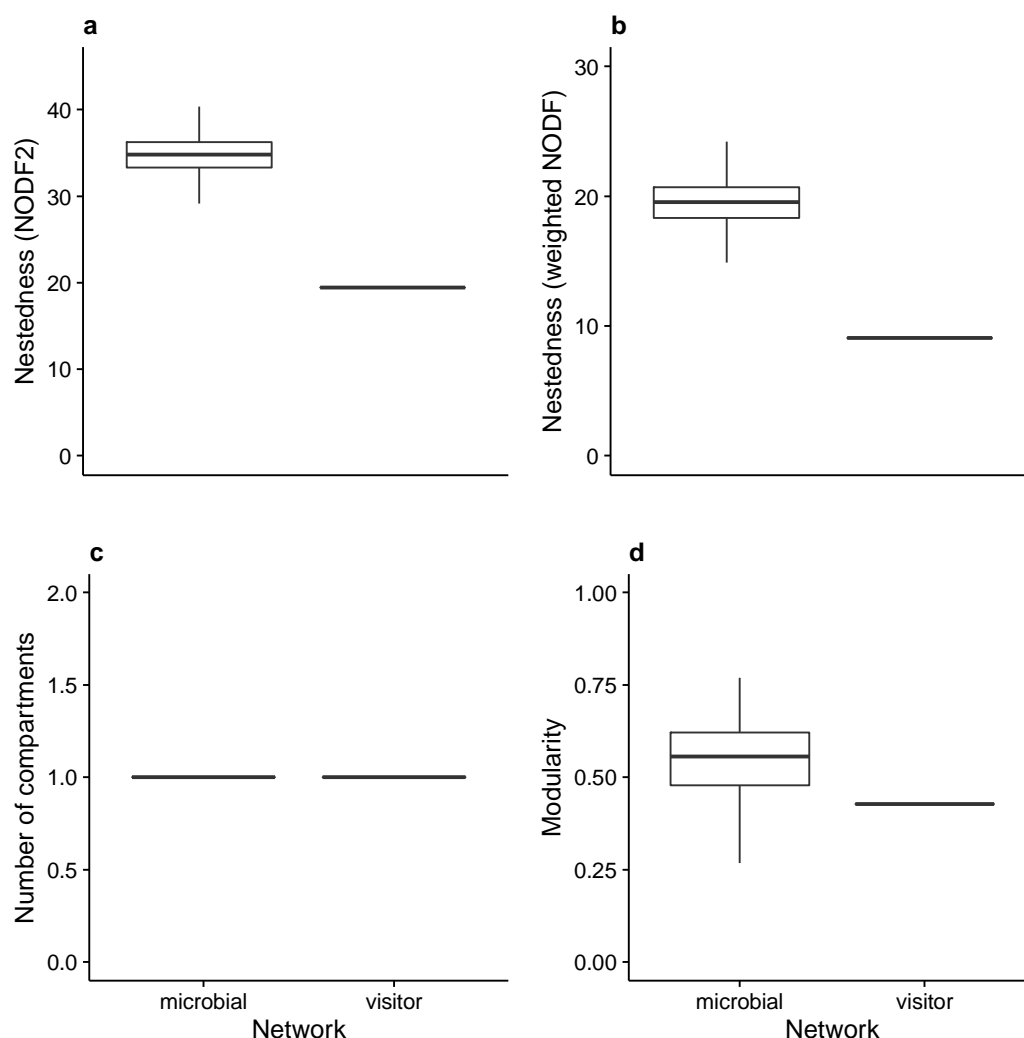 a
Nestedness (NODF2)
40
30
20
10
0
b
Nestedness (weighted NODF)
30
20
10
0
c
Number of compartments
2.0
1.5
1.0
0.5
0.0
microbial visitor
Network
d
Modularity
1.00
0.75
0.50
0.25
0.00
microbial visitor
Network